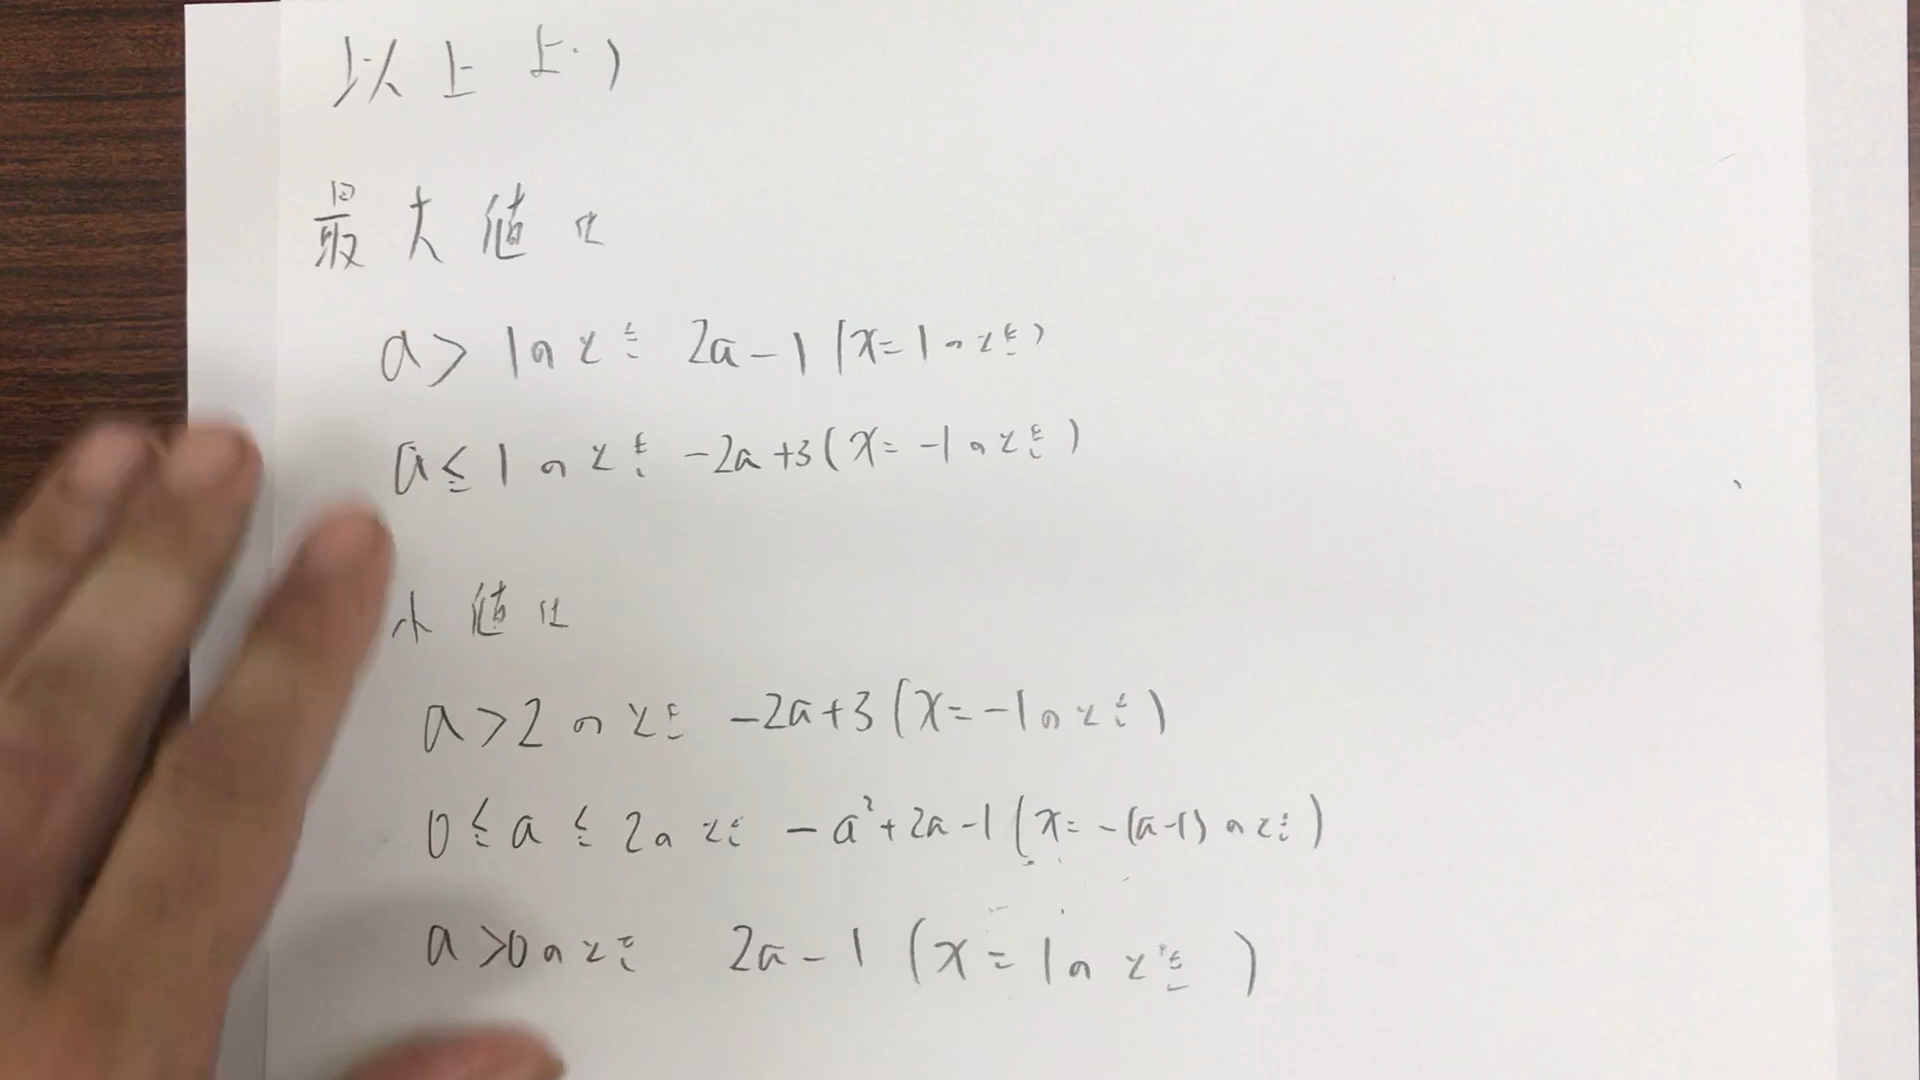 以上より
最大値は
a > 1のとき 2a-1 (x=1のとき)
a ≦ 1のとき -2a+3 (x=-1のとき)
小値は
a > 2のとき -2a+3 (x=-1のとき)
0 ≦ a ≦ 2のとき -a²+2a-1 (x=-(a-1)のとき)
a > 0のとき 2a-1 (x=1のとき)